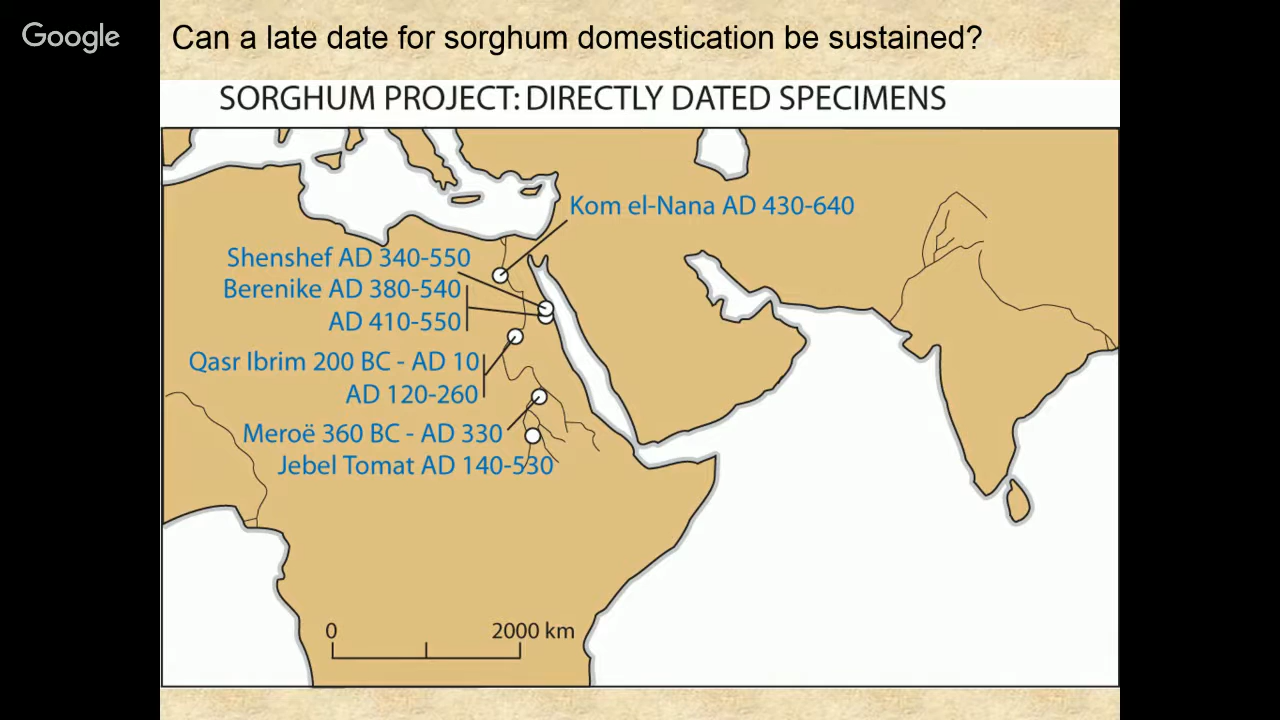 Google
Can a late date for sorghum domestication be sustained?
SORGHUM PROJECT: DIRECTLY DATED SPECIMENS
Kom el-Nana AD 430-640
Shenshef AD 340-550
Berenike AD 380-540
AD 410-550
Qasr Ibrim 200 BC - AD 10
AD 120-260
Meroë 360 BC - AD 330
Jebel Tomat AD 140-530
0 2000 km